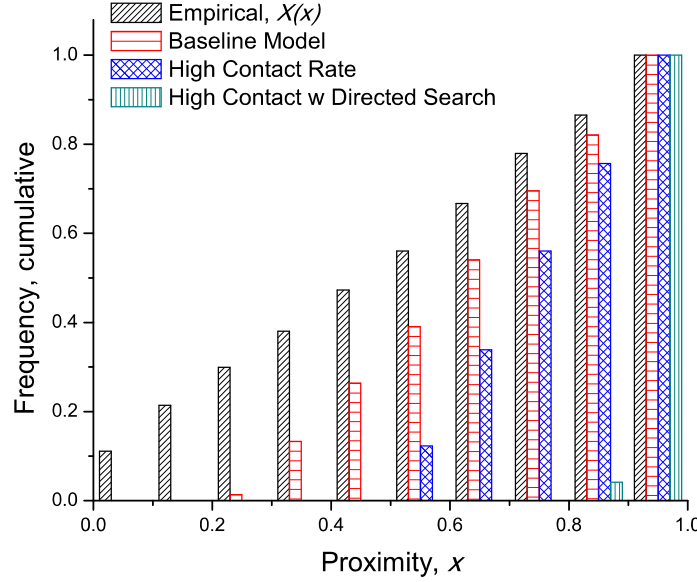 Empirical, X(x)
Baseline Model
High Contact Rate
High Contact w Directed Search
Frequency, cumulative
1.0
0.8
0.6
0.4
0.2
0.0
0.0 0.2 0.4 0.6 0.8 1.0
Proximity, x